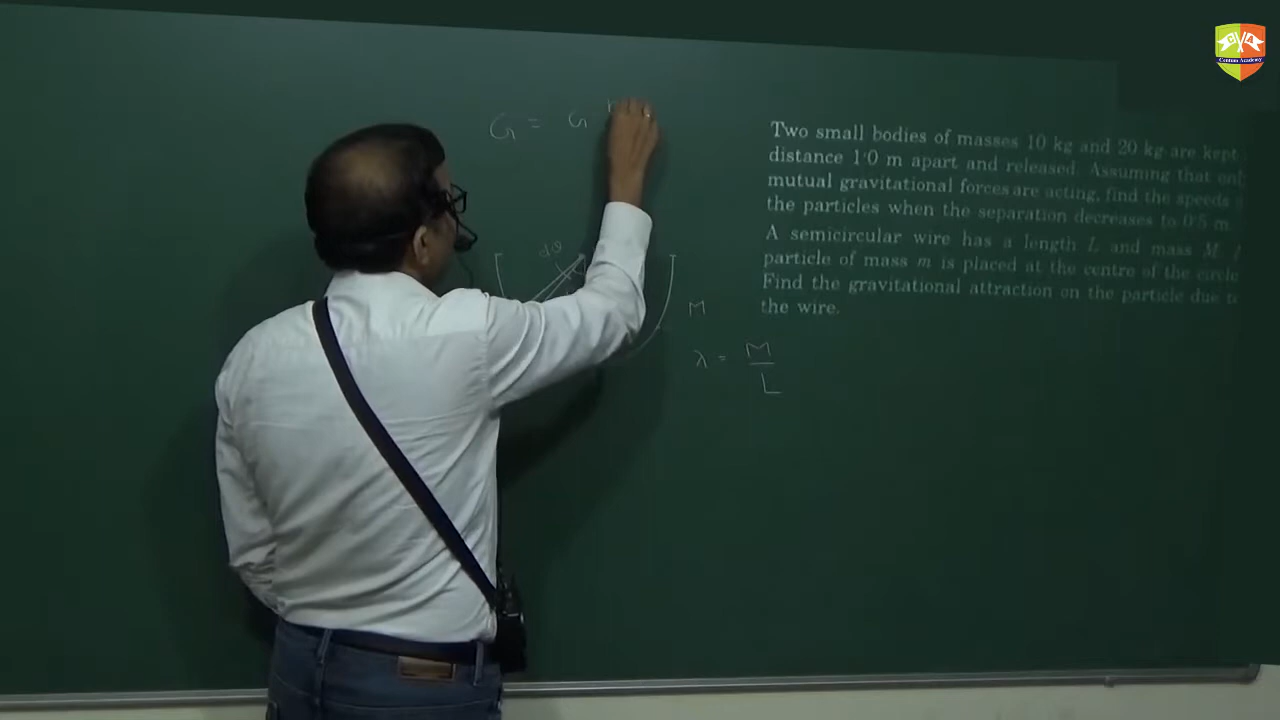 G = G
Two small bodies of masses 10 kg and 20 kg are kept
distance 1·0 m apart and released. Assuming that
mutual gravitational forces are acting, find the speeds
the particles when the separation decreases to 0·5 m.
A semicircular wire has a length L and mass M.
particle of mass m is placed at the centre of the circle
Find the gravitational attraction on the particle due
the wire.
dθ
M
λ = M
L
Centum Academy